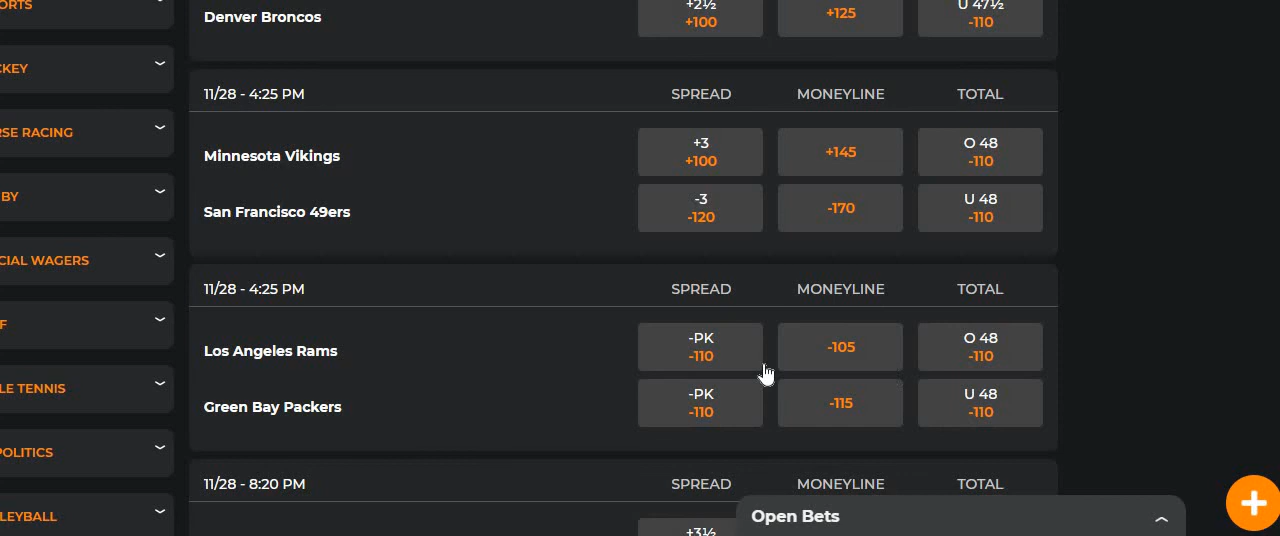 ORTS
+2½
U 47½
Denver Broncos
+100
+125
-110
CKEY
11/28 - 4:25 PM
SPREAD
MONEYLINE
TOTAL
RSE RACING
Minnesota Vikings
+3
+100
+145
O 48
-110
BY
San Francisco 49ers
-3
-120
-170
U 48
-110
CIAL WAGERS
11/28 - 4:25 PM
SPREAD
MONEYLINE
TOTAL
F
Los Angeles Rams
-PK
-110
-105
O 48
-110
LE TENNIS
Green Bay Packers
-PK
-110
-115
U 48
-110
POLITICS
11/28 - 8:20 PM
SPREAD
MONEYLINE
TOTAL
LEYBALL
+3½
Open Bets